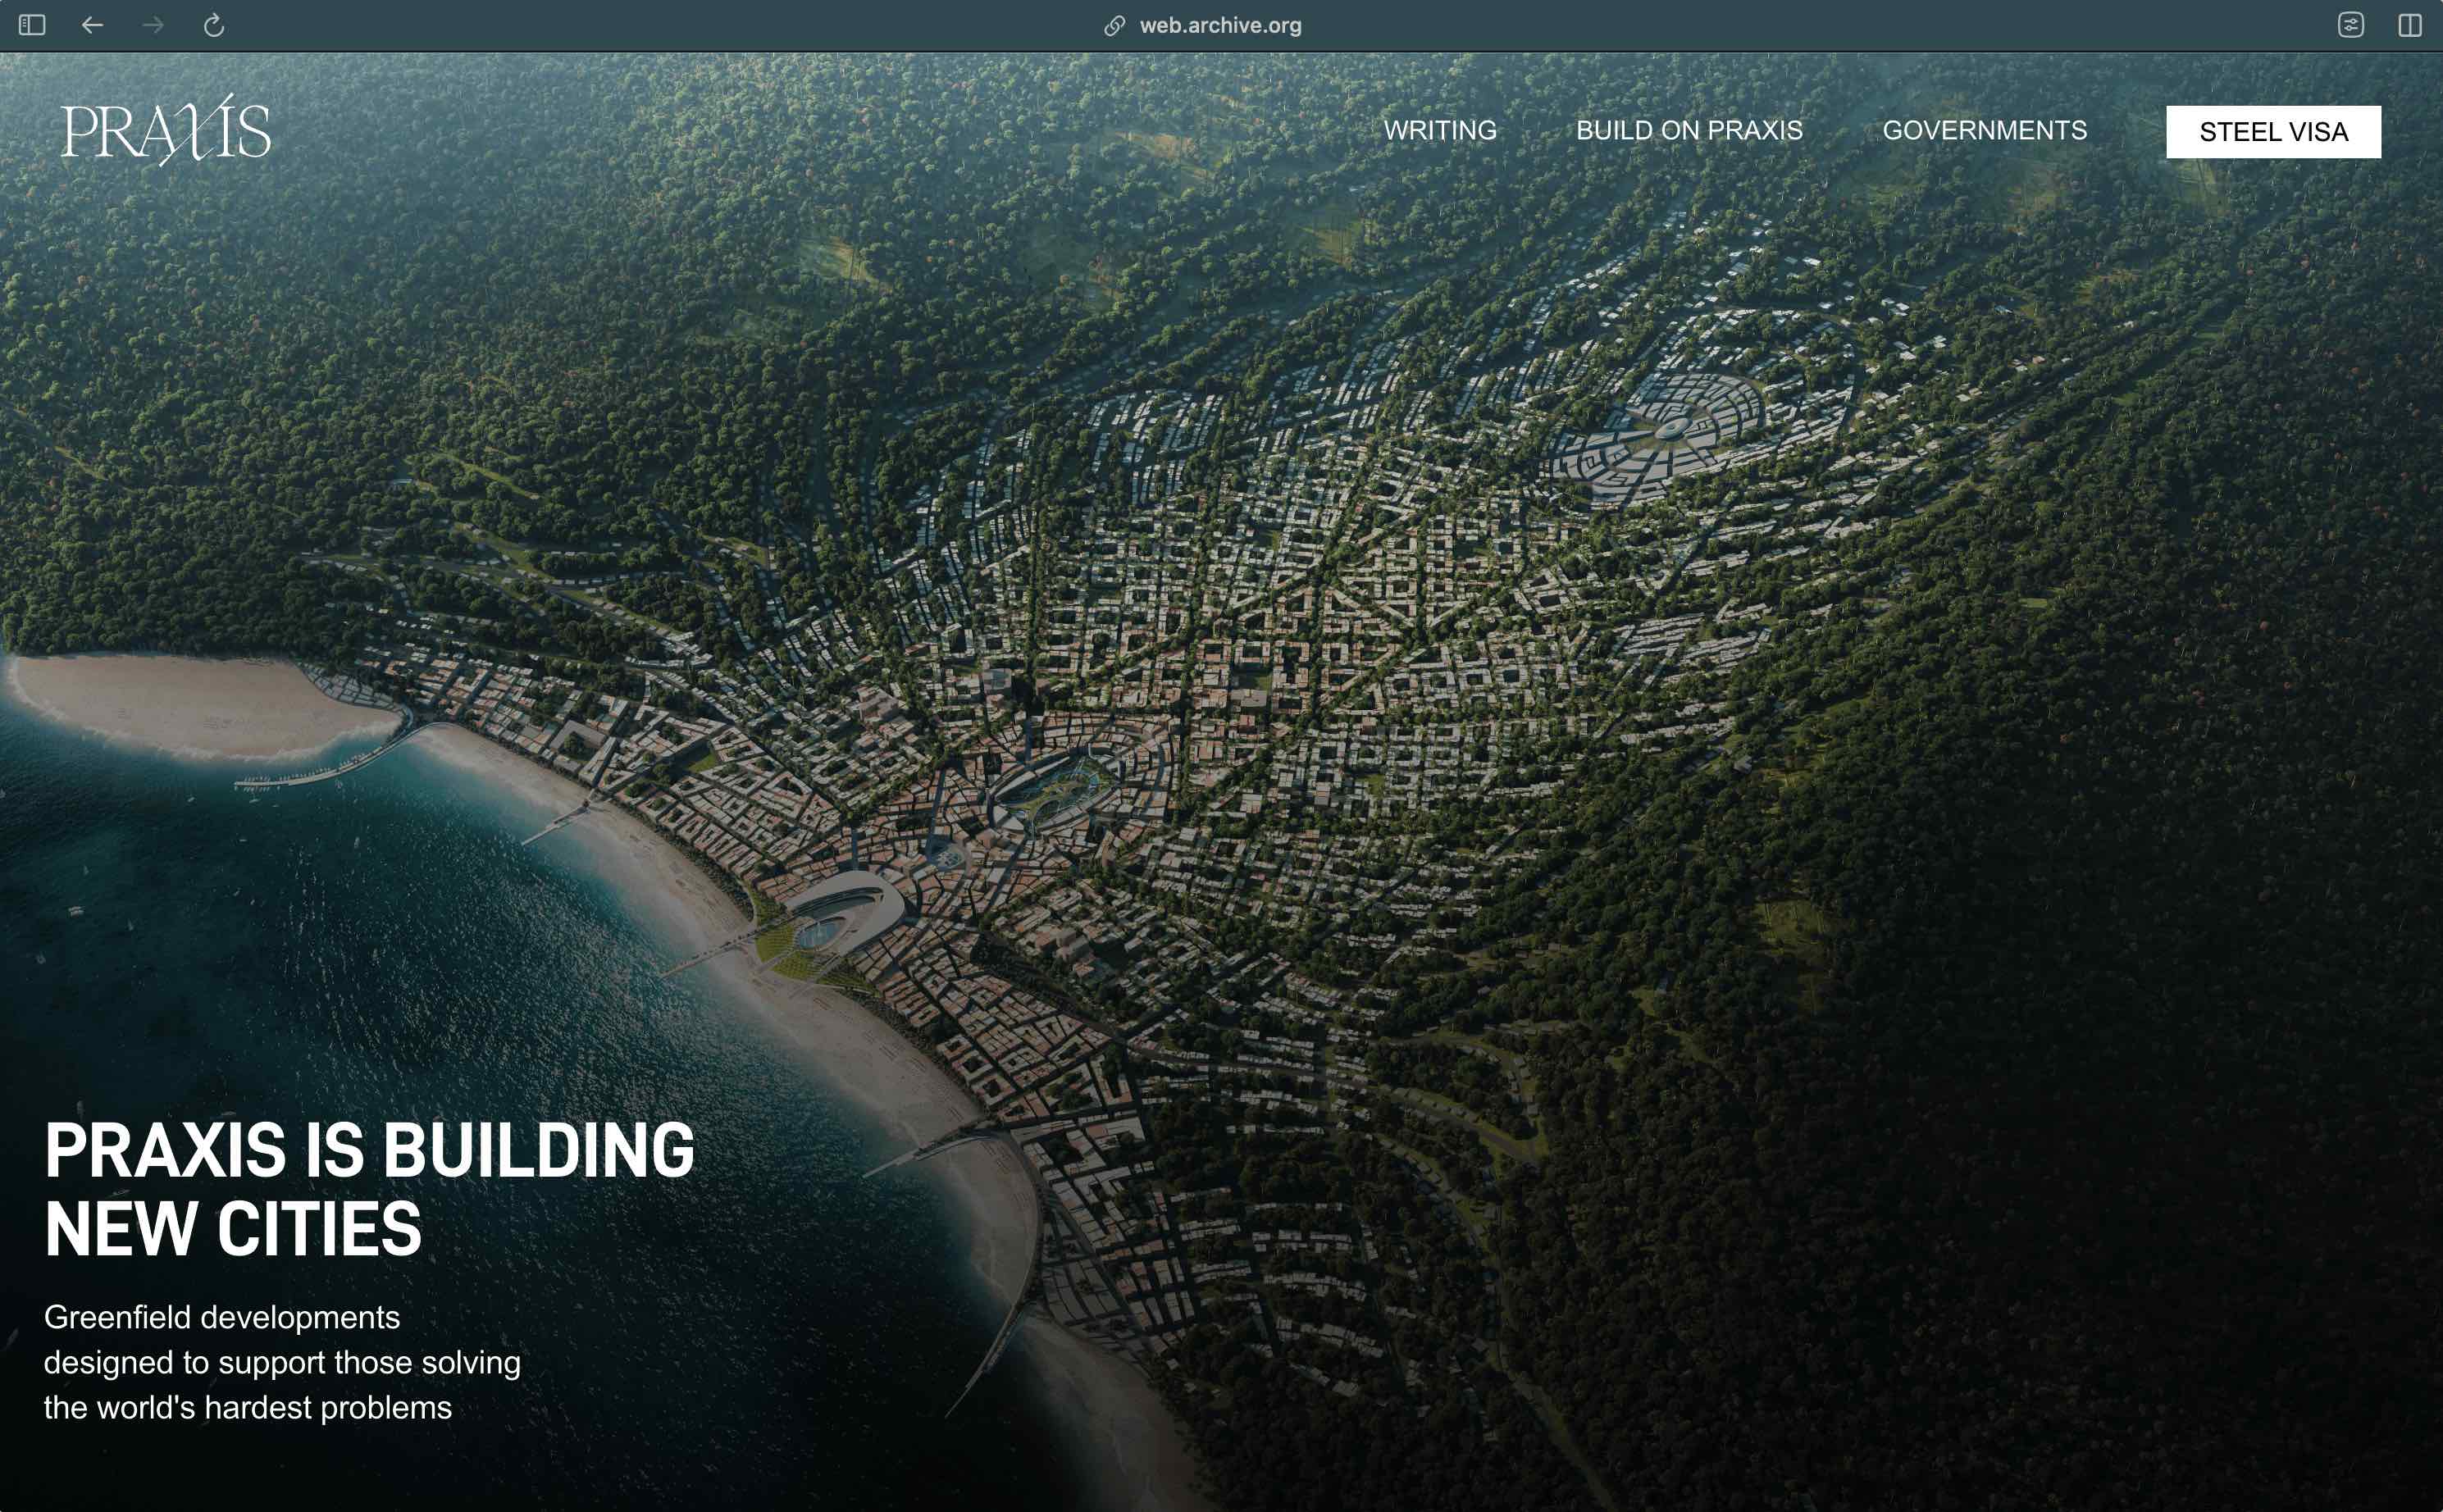 web.archive.org
PRAXIS
WRITING
BUILD ON PRAXIS
GOVERNMENTS
STEEL VISA
PRAXIS IS BUILDING
NEW CITIES
Greenfield developments
designed to support those solving
the world's hardest problems